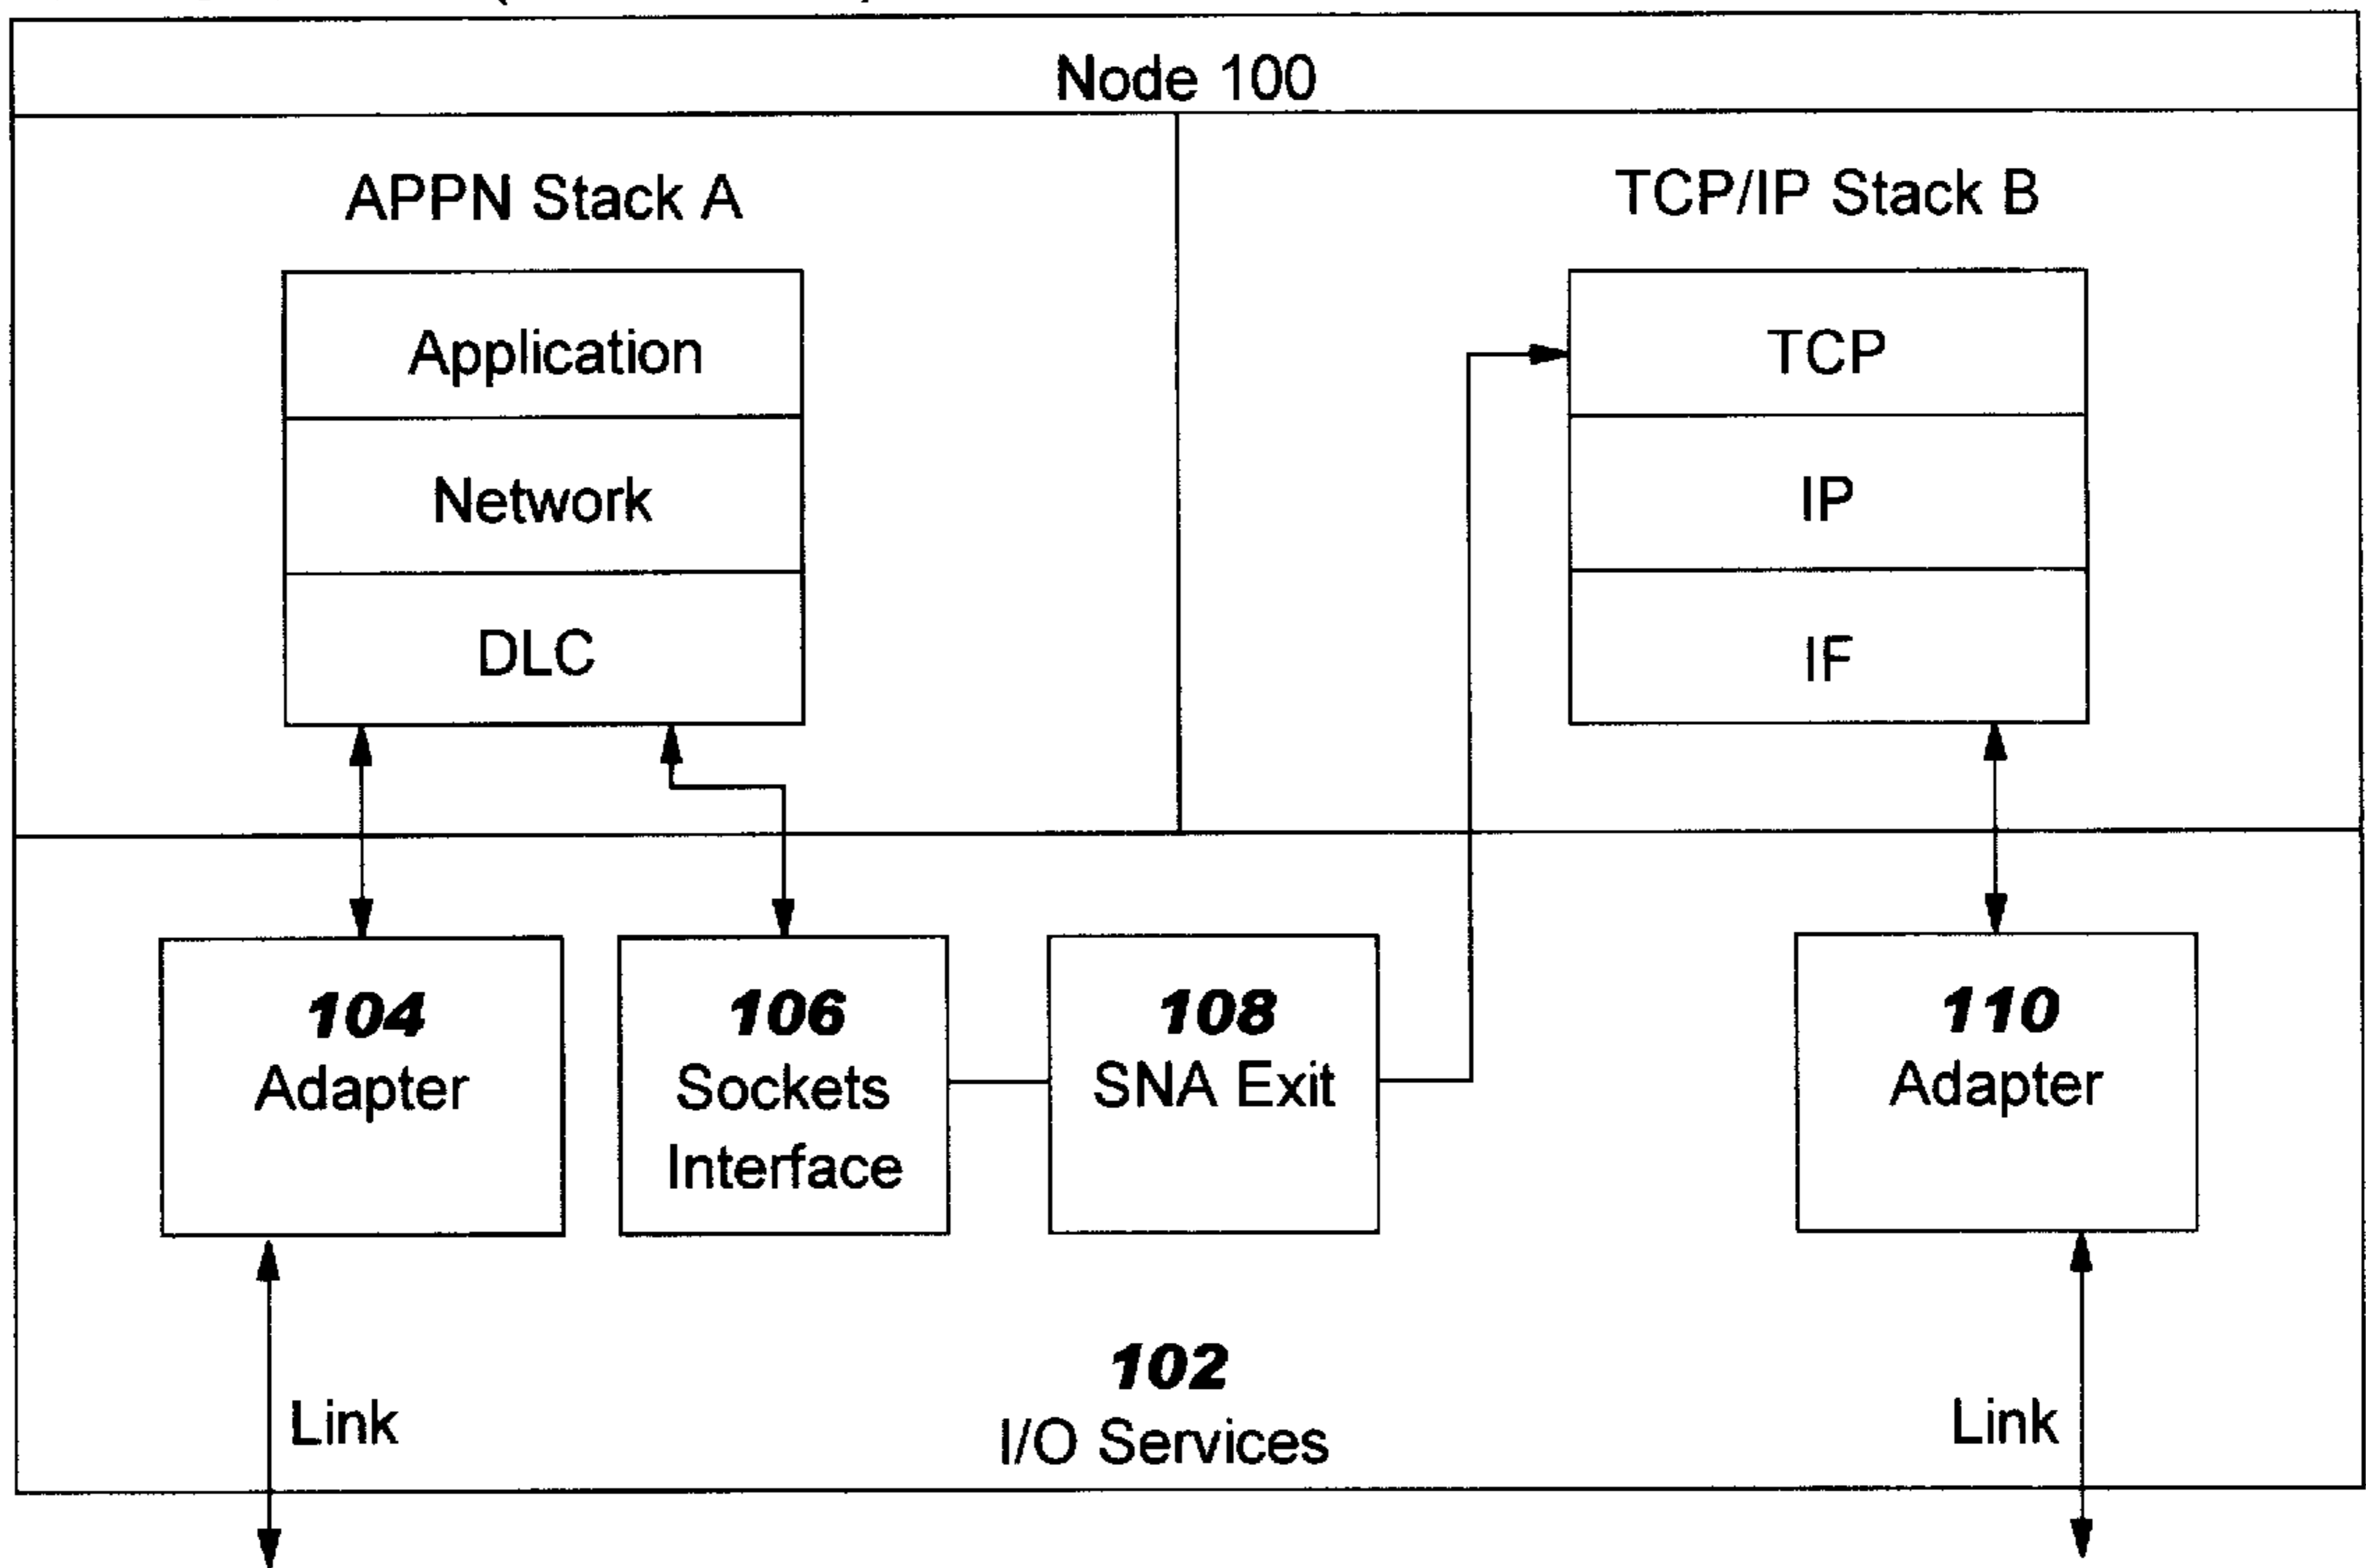 Node 100
APPN Stack A
TCP/IP Stack B
Application
Network
DLC
TCP
IP
IF
104
Adapter
106
Sockets
Interface
108
SNA Exit
110
Adapter
Link
102
I/O Services
Link